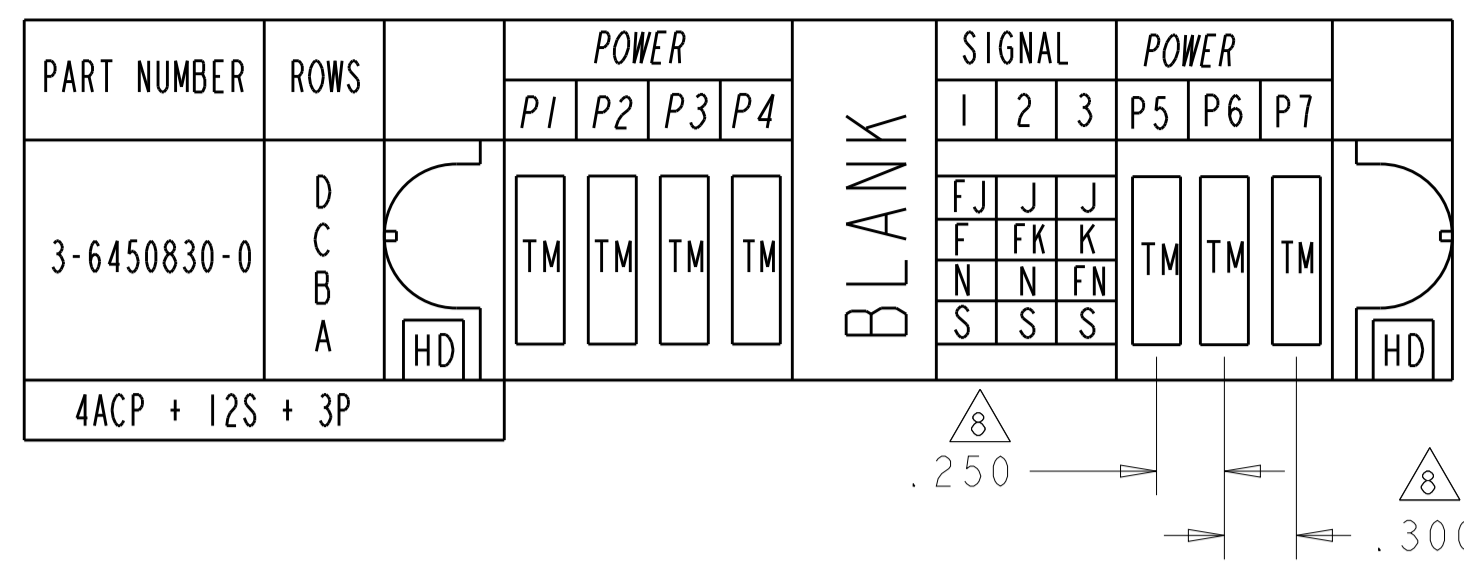 PART NUMBER ROWS POWER SIGNAL POWER
P1 P2 P3 P4 1 2 3 P5 P6 P7
3-6450830-0
D
C
B
A
HD
TM TM TM TM
BLANK
FJ J J
F FK K
N N FN
S S S
TM TM TM
HD
4ACP + 12S + 3P
8
.250
8
.300